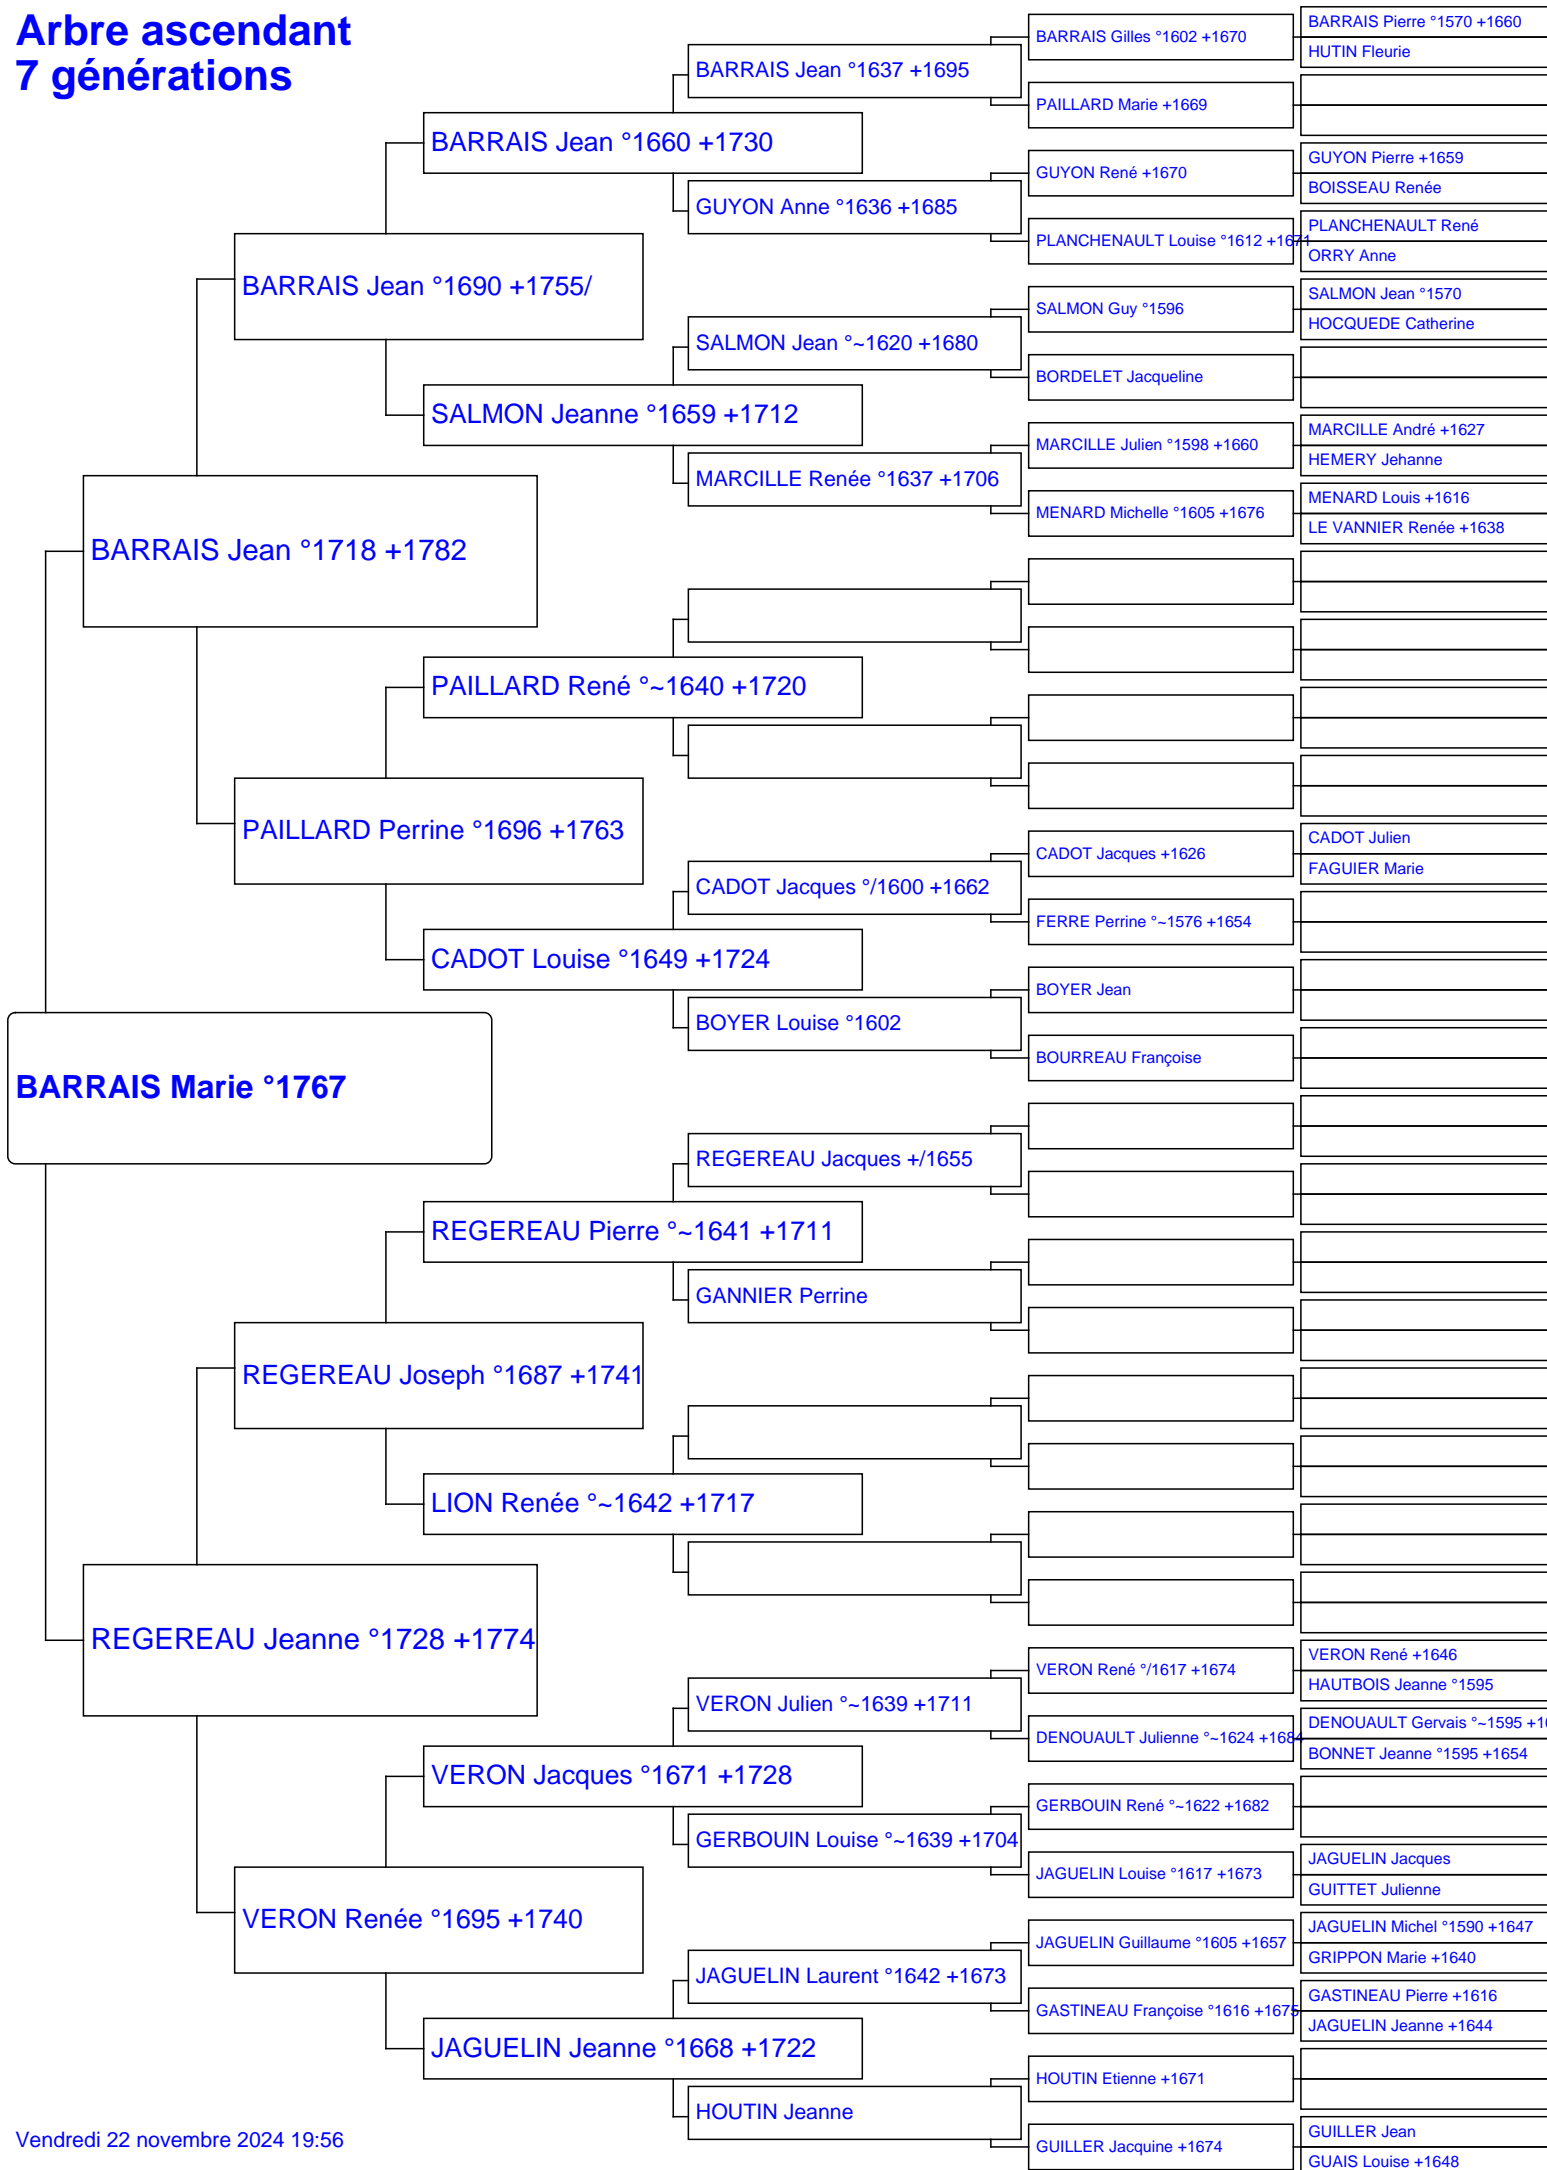 Arbre ascendant
7 générations
BARRAIS Marie °1767
BARRAIS Jean °1718 +1782
REGEREAU Jeanne °1728 +1774
BARRAIS Jean °1690 +1755/
PAILLARD Perrine °1696 +1763
REGEREAU Joseph °1687 +1741
VERON Renée °1695 +1740
BARRAIS Jean °1660 +1730
SALMON Jeanne °1659 +1712
PAILLARD René °~1640 +1720
CADOT Louise °1649 +1724
REGEREAU Pierre °~1641 +1711
LION Renée °~1642 +1717
VERON Jacques °1671 +1728
JAGUELIN Jeanne °1668 +1722
BARRAIS Jean °1637 +1695
GUYON Anne °1636 +1685
SALMON Jean °~1620 +1680
MARCILLE Renée °1637 +1706
CADOT Jacques °/1600 +1662
BOYER Louise °1602
REGEREAU Jacques +/1655
GANNIER Perrine
VERON Julien °~1639 +1711
GERBOUIN Louise °~1639 +1704
JAGUELIN Laurent °1642 +1673
HOUTIN Jeanne
BARRAIS Gilles °1602 +1670
PAILLARD Marie +1669
GUYON René +1670
PLANCHENAULT Louise °1612 +1671
SALMON Guy °1596
BORDELET Jacqueline
MARCILLE Julien °1598 +1660
MENARD Michelle °1605 +1676
CADOT Jacques +1626
FERRE Perrine °~1576 +1654
BOYER Jean
BOURREAU Françoise
VERON René °/1617 +1674
DENOUAULT Julienne °~1624 +1684
GERBOUIN René °~1622 +1682
JAGUELIN Louise °1617 +1673
JAGUELIN Guillaume °1605 +1657
GASTINEAU Françoise °1616 +1675
HOUTIN Etienne +1671
GUILLER Jacquine +1674
BARRAIS Pierre °1570 +1660
HUTIN Fleurie
GUYON Pierre +1659
BOISSEAU Renée
PLANCHENAULT René
ORRY Anne
SALMON Jean °1570
HOCQUEDE Catherine
MARCILLE André +1627
HEMERY Jehanne
MENARD Louis +1616
LE VANNIER Renée +1638
CADOT Julien
FAGUIER Marie
VERON René +1646
HAUTBOIS Jeanne °1595
DENOUAULT Gervais °~1595
BONNET Jeanne °1595 +1654
JAGUELIN Jacques
GUITTET Julienne
JAGUELIN Michel °1590 +1647
GRIPPON Marie +1640
GASTINEAU Pierre +1616
JAGUELIN Jeanne +1644
GUILLER Jean
GUAIS Louise +1648
Vendredi 22 novembre 2024 19:56